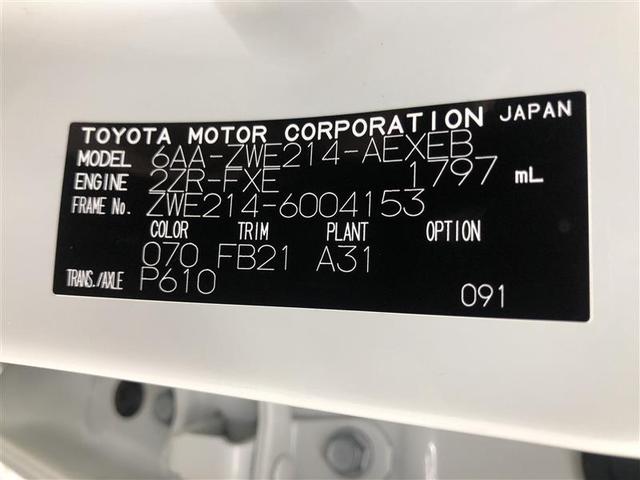 TOYOTA MOTOR CORPORATION JAPAN
MODEL 6AA-ZWE214-AEXEB
ENGINE 2ZR-FXE 1797 mL
FRAME No. ZWE214-6004153
COLOR TRIM PLANT OPTION
070 FB21 A31
TRANS./AXLE P610 091